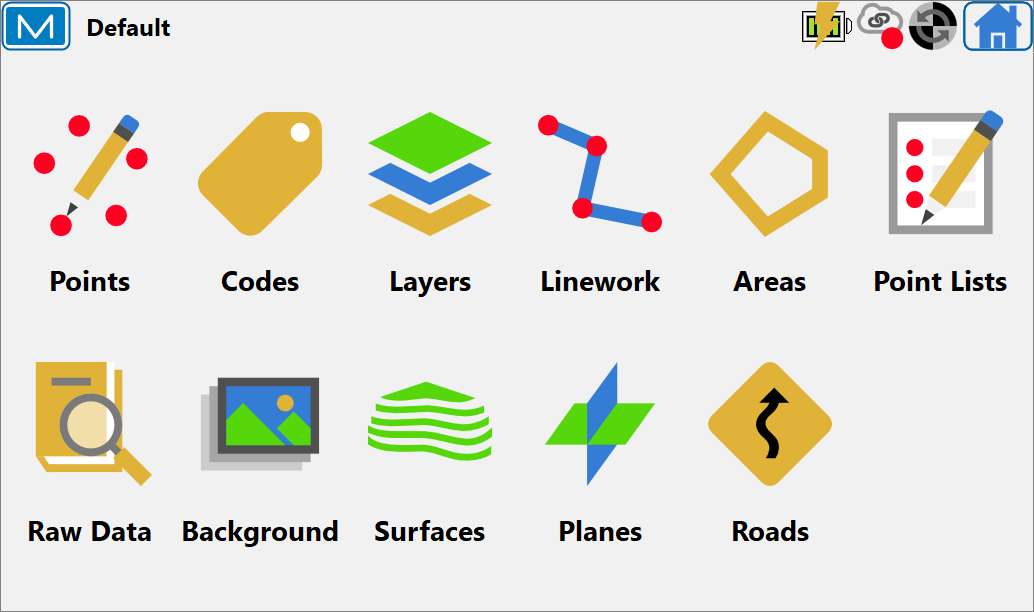 Default
Points Codes Layers Linework Areas Point Lists
Raw Data Background Surfaces Planes Roads